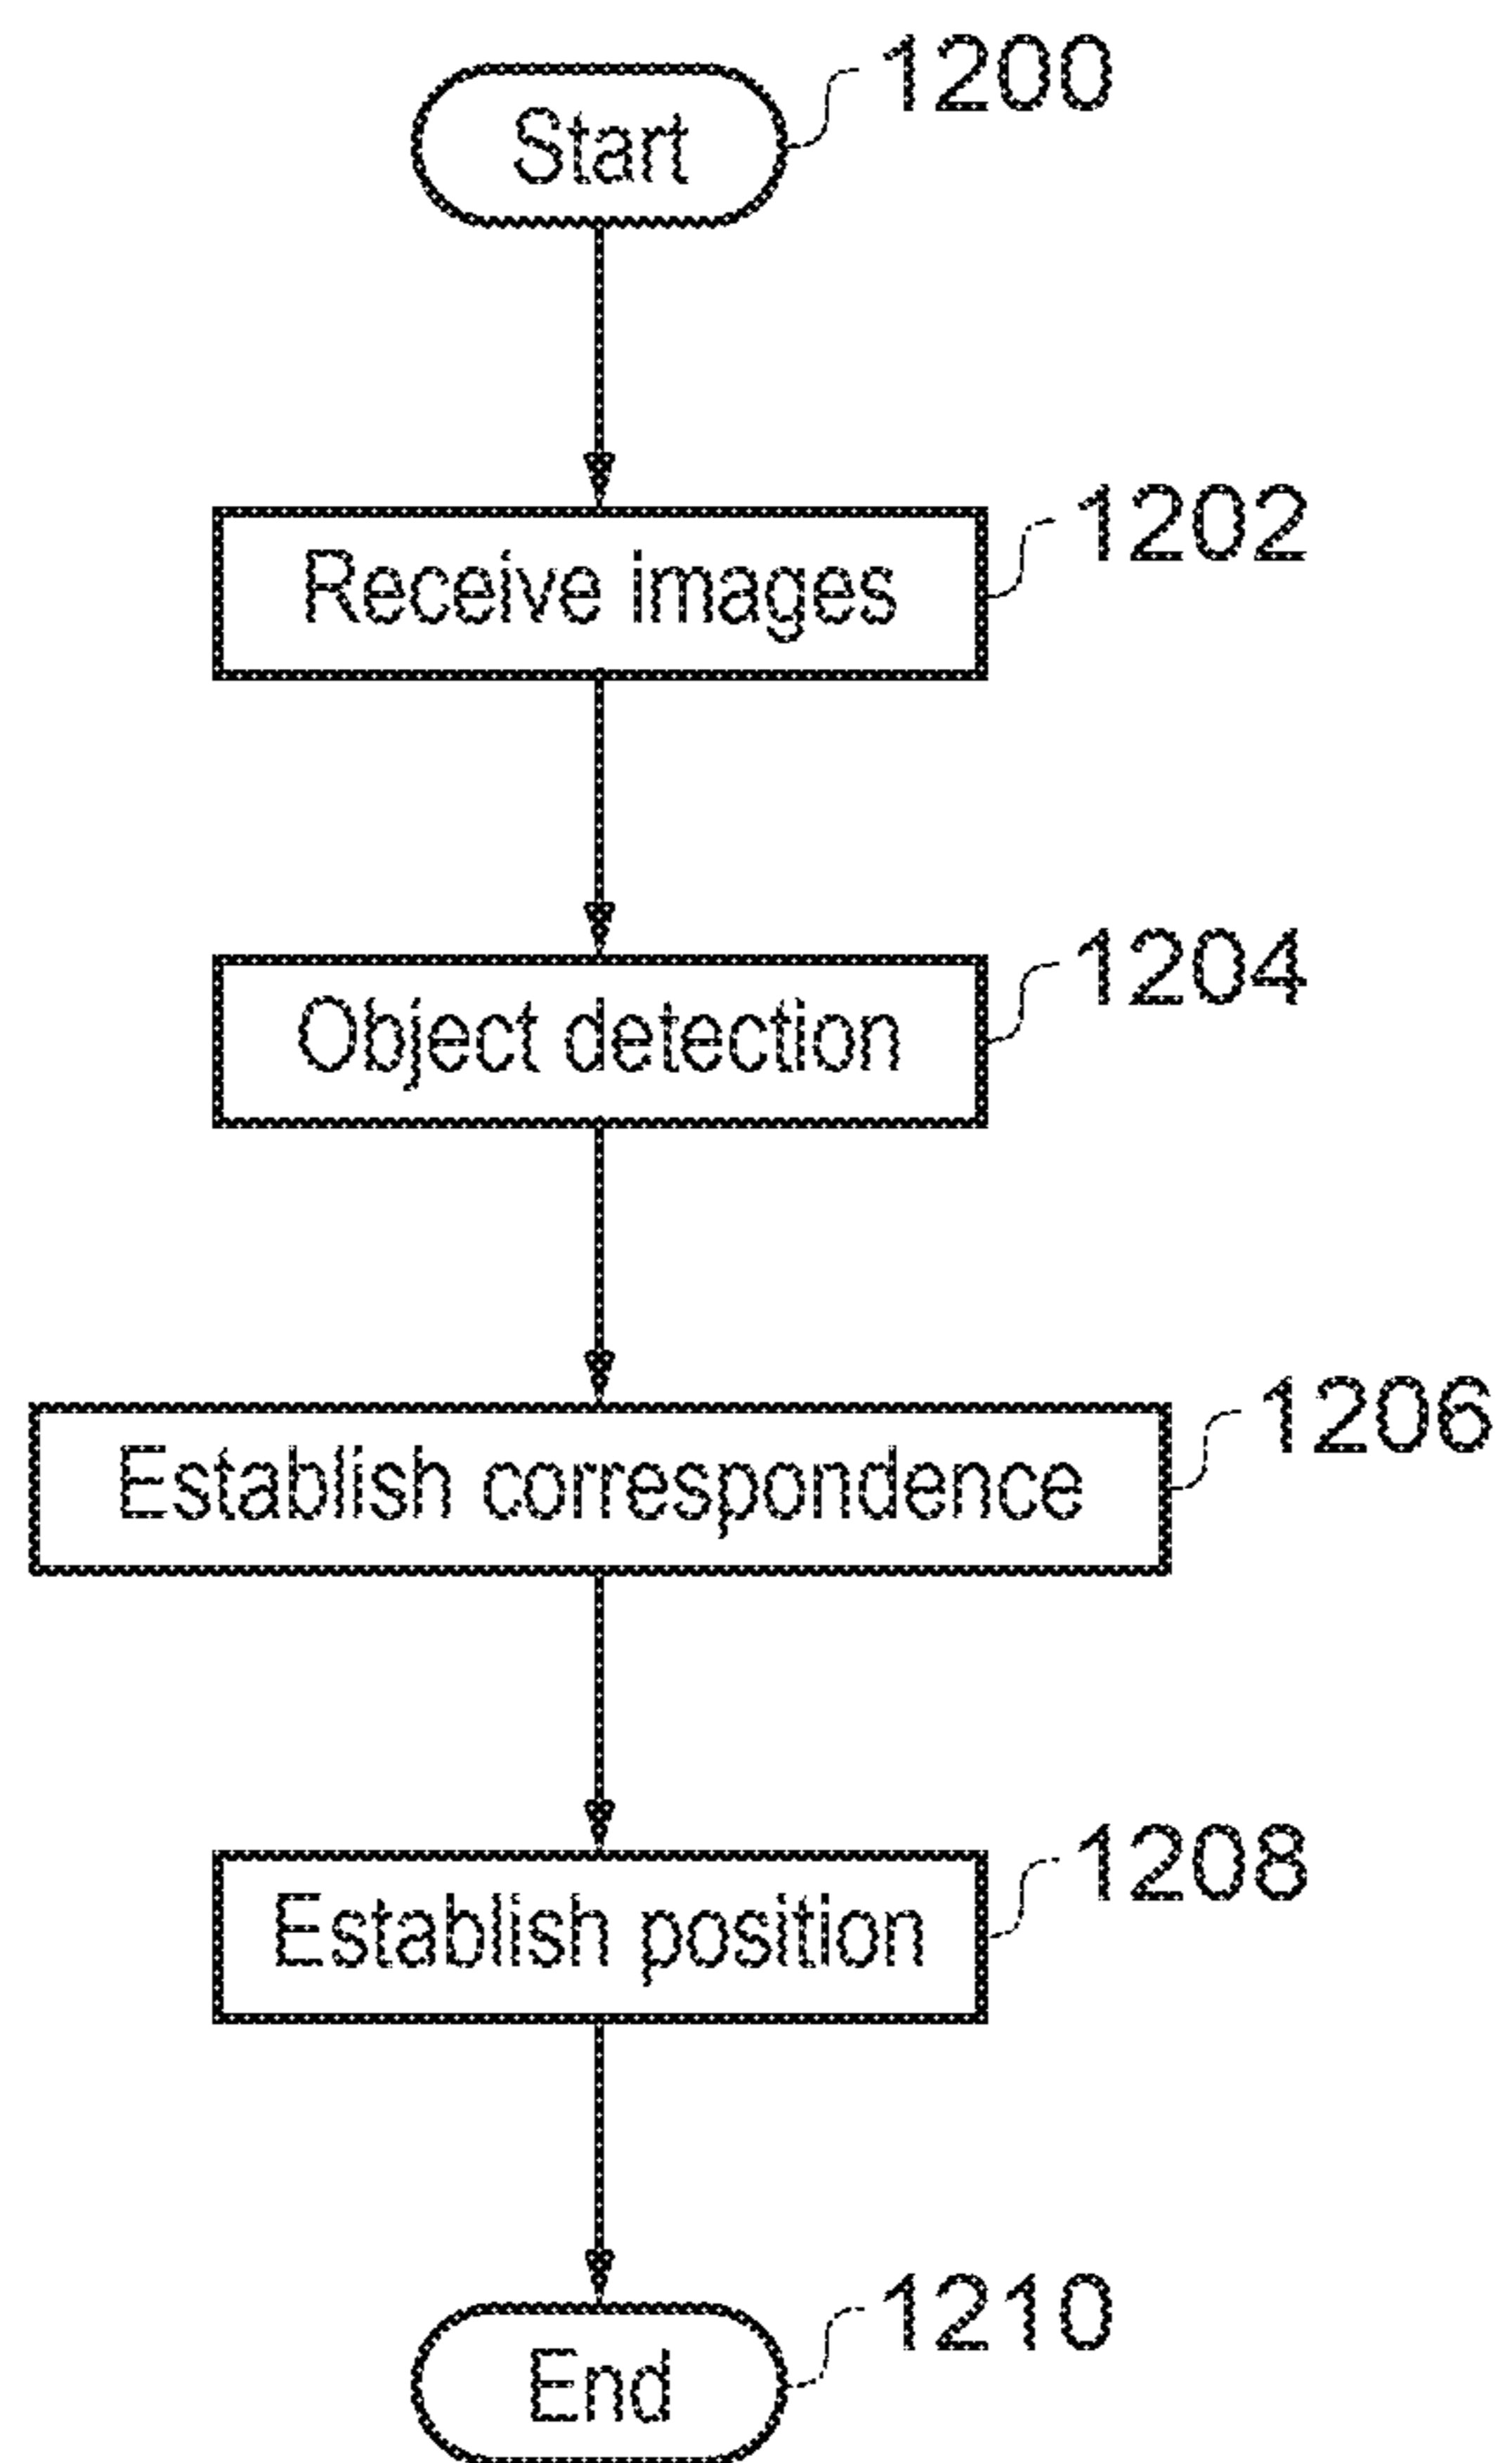 Start
1200
Receive images
1202
Object detection
1204
Establish correspondence
1206
Establish position
1208
End
1210